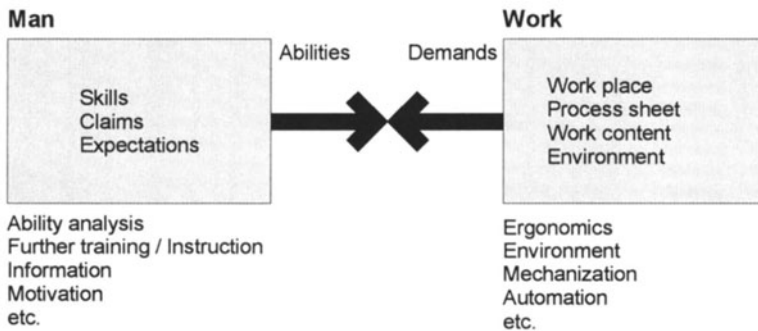 Man
Work
Abilities
Demands
Skills
Claims
Expectations
Work place
Process sheet
Work content
Environment
Ability analysis
Further training / Instruction
Information
Motivation
etc.
Ergonomics
Environment
Mechanization
Automation
etc.